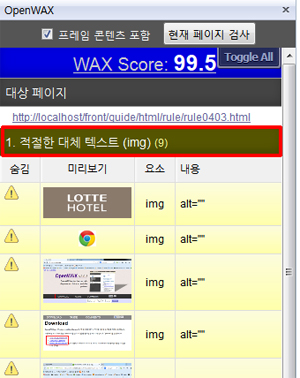 OpenWAX
프레임 콘텐츠 포함 현재 페이지 검사
WAX Score: 99.5 Toggle All
대상 페이지
http://localhost/front/guide/html/rule/rule0403.html
1. 적절한 대체 텍스트 (img) (9)
숨김 미리보기 요소 내용
LOTTE
HOTEL
img alt=""
img alt=""
OpenWAX
img alt=""
Download
img alt=""